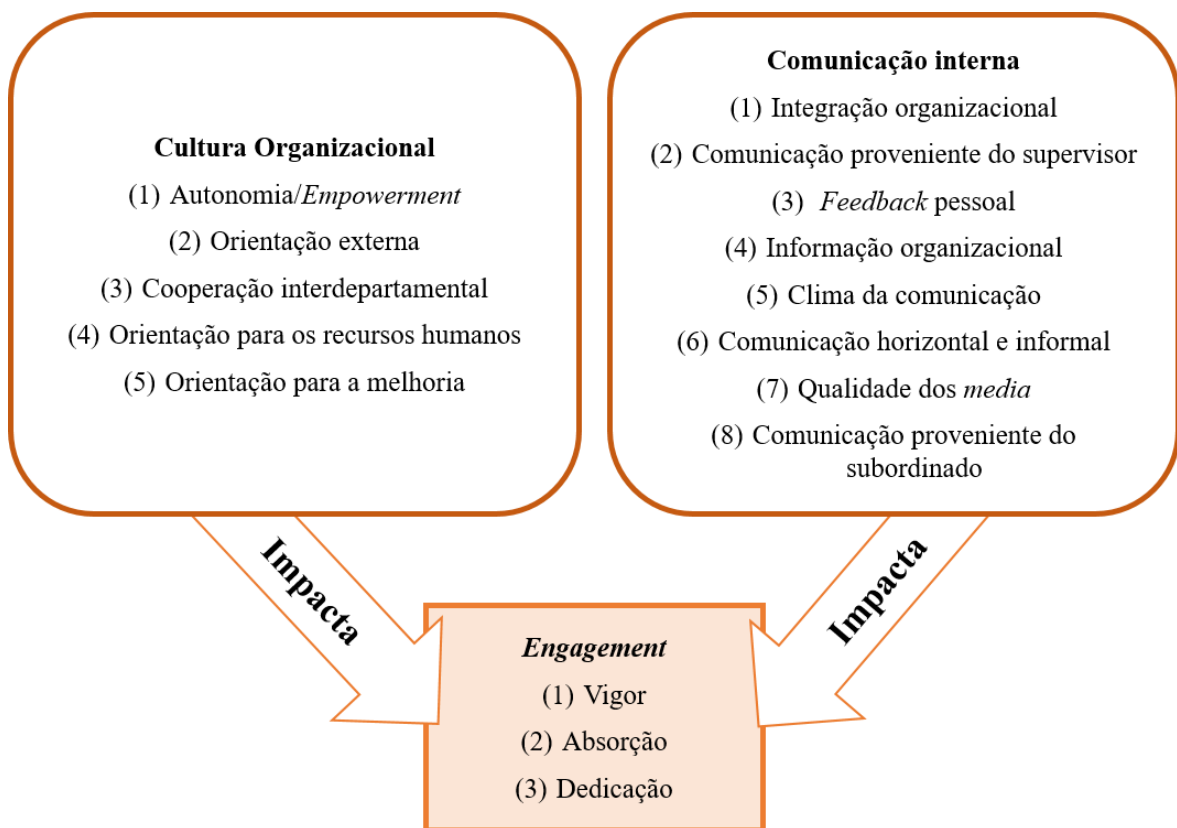 Cultura Organizacional
(1) Autonomia/Empowerment
(2) Orientação externa
(3) Cooperação interdepartamental
(4) Orientação para os recursos humanos
(5) Orientação para a melhoria
Comunicação interna
(1) Integração organizacional
(2) Comunicação proveniente do supervisor
(3) Feedback pessoal
(4) Informação organizacional
(5) Clima da comunicação
(6) Comunicação horizontal e informal
(7) Qualidade dos media
(8) Comunicação proveniente do
subordinado
Impacta
Impacta
Engagement
(1) Vigor
(2) Absorção
(3) Dedicação